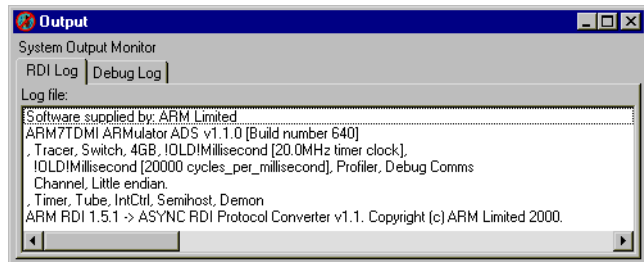 Output
System Output Monitor
RDI Log Debug Log
Log file:
Software supplied by: ARM Limited
ARM7TDMI ARMulator ADS v1.1.0 [Build number 640]
, Tracer, Switch, 4GB, !OLD!Millisecond [20.0MHz timer clock],
!OLD!Millisecond [20000 cycles_per_millisecond], Profiler, Debug Comms
Channel, Little endian.
, Timer, Tube, IntCtrl, Semihost, Demon
ARM RDI 1.5.1 -> ASYNC RDI Protocol Converter v1.1. Copyright (c) ARM Limited 2000.